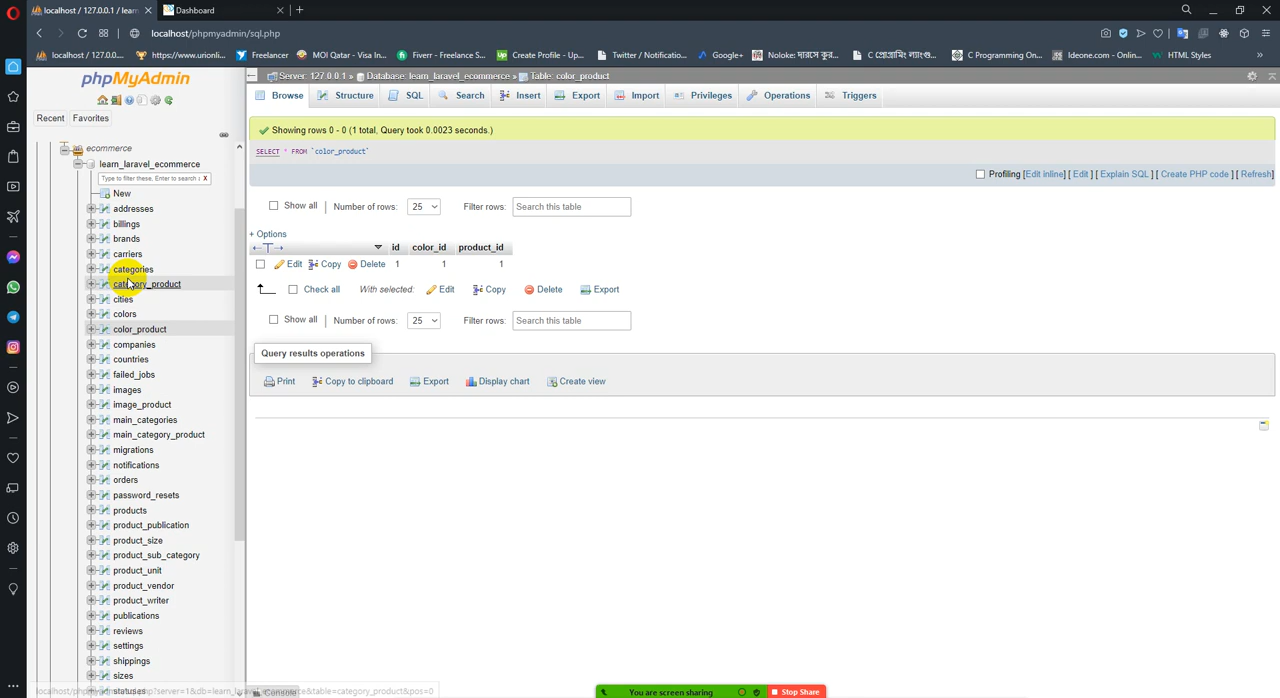 localhost / 127.0.0.1 / learn
Dashboard
localhost/phpmyadmin/sql.php
localhost / 127.0.0....
https://www.urionli...
Freelancer
MOI Qatar - Visa In...
Fiverr - Freelance S...
Create Profile - Up...
Twitter / Notificatio...
Google+
C Programming On...
Ideone.com - Onlin...
HTML Styles
phpMyAdmin
Recent
Favorites
Server: 127.0.0.1 » Database: learn_laravel_ecommerce » Table: color_product
Browse
Structure
SQL
Search
Insert
Export
Import
Privileges
Operations
Triggers
Showing rows 0 - 0 (1 total, Query took 0.0023 seconds.)
SELECT * FROM `color_product`
Profiling [Edit inline] [ Edit ] [ Explain SQL ] [ Create PHP code ] [ Refresh]
Show all
Number of rows:
25
Filter rows:
Search this table
+ Options
id
color_id
product_id
Edit
Copy
Delete
1
1
1
Check all
With selected:
Edit
Copy
Delete
Export
Show all
Number of rows:
25
Filter rows:
Search this table
Query results operations
Print
Copy to clipboard
Export
Display chart
Create view
ecommerce
learn_laravel_ecommerce
Type to filter these, Enter to search
X
New
addresses
billings
brands
carriers
categories
category_product
cities
colors
color_product
companies
countries
failed_jobs
images
image_product
main_categories
main_category_product
migrations
notifications
orders
password_resets
products
product_publication
product_size
product_sub_category
product_unit
product_vendor
product_writer
publications
reviews
settings
shippings
sizes
statuses
Console
You are screen sharing
Stop Share